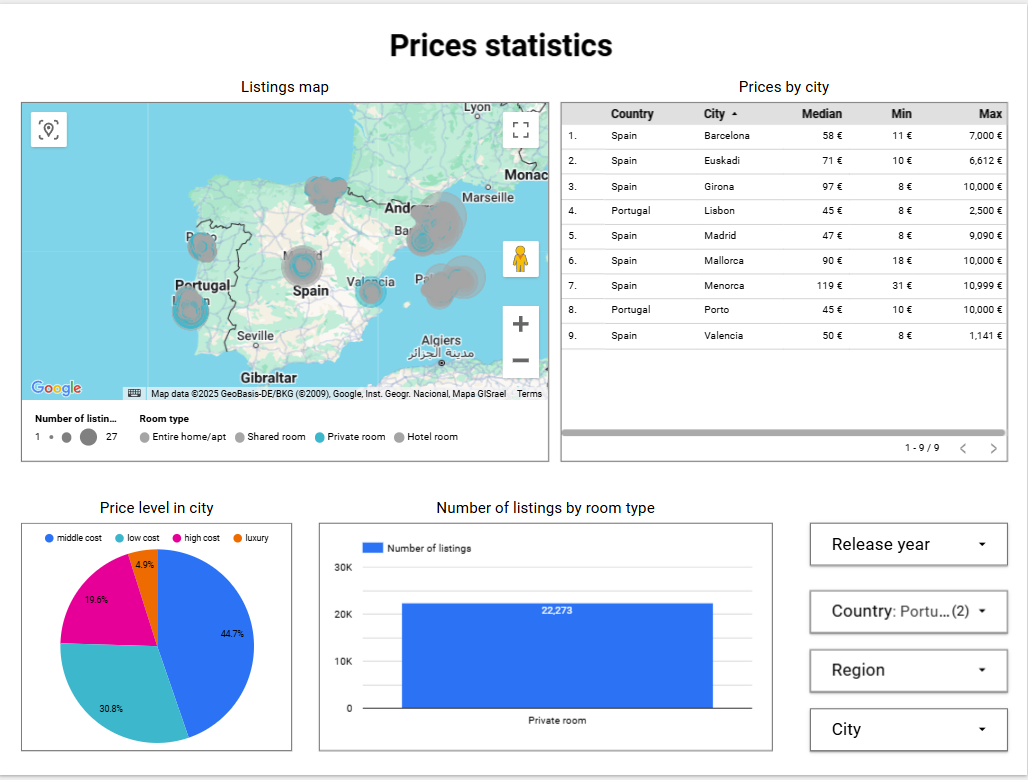 Prices statistics
Listings map
Prices by city
Lyon
Monac
Marseille
Ando
Ba
Po
Portugal
Spain
Valencia
Pa
Seville
Algiers
مدينة الجزائر
Gibraltar
Google
Map data ©2025 GeoBasis-DE/BKG (©2009), Google, Inst. Geogr. Nacional, Mapa GISrael Terms
Number of listin...
Room type
1 27
Entire home/apt Shared room Private room Hotel room
Country City Median Min Max
1. Spain Barcelona 58 € 11 € 7,000 €
2. Spain Euskadi 71 € 10 € 6,612 €
3. Spain Girona 97 € 8 € 10,000 €
4. Portugal Lisbon 45 € 8 € 2,500 €
5. Spain Madrid 47 € 8 € 9,090 €
6. Spain Mallorca 90 € 18 € 10,000 €
7. Spain Menorca 119 € 31 € 10,999 €
8. Portugal Porto 45 € 10 € 10,000 €
9. Spain Valencia 50 € 8 € 1,141 €
1 - 9 / 9
Price level in city
middle cost low cost high cost luxury
4.9%
19.6%
44.7%
30.8%
Number of listings by room type
Number of listings
30K
20K
10K
0
22,273
Private room
Release year
Country: Portu...(2)
Region
City